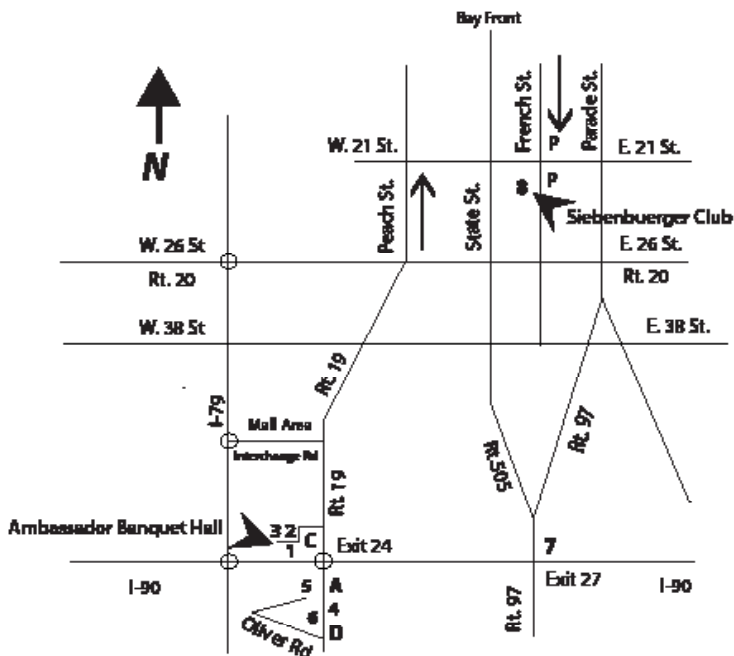 Bay Front
N
French St.
P
Parade St.
W. 21 St.
E. 21 St.
Peach St.
State St.
P
Siebenbuerger Club
W. 26 St
E. 26 St.
Rt. 20
Rt. 20
W. 38 St
E. 38 St.
Rt. 19
I-79
Mall Area
Interchange Rd
Rt. 97
Rt. 505
Rt. 19
Ambassador Banquet Hall
3 2
1
C
Exit 24
7
I-90
5
A
Exit 27
I-90
6
4
D
Oliver Rd
Rt. 97